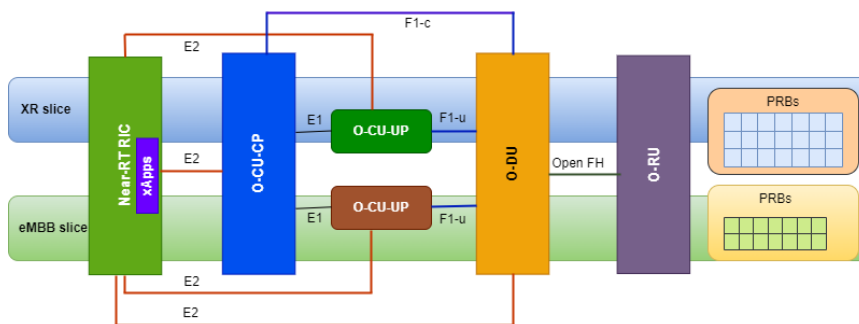 F1-c
E2
XR slice
Near-RT RIC
xApps
O-CU-CP
E1
O-CU-UP
F1-u
O-DU
O-RU
PRBs
E2
Open FH
eMBB slice
E1
O-CU-UP
F1-u
PRBs
E2
E2